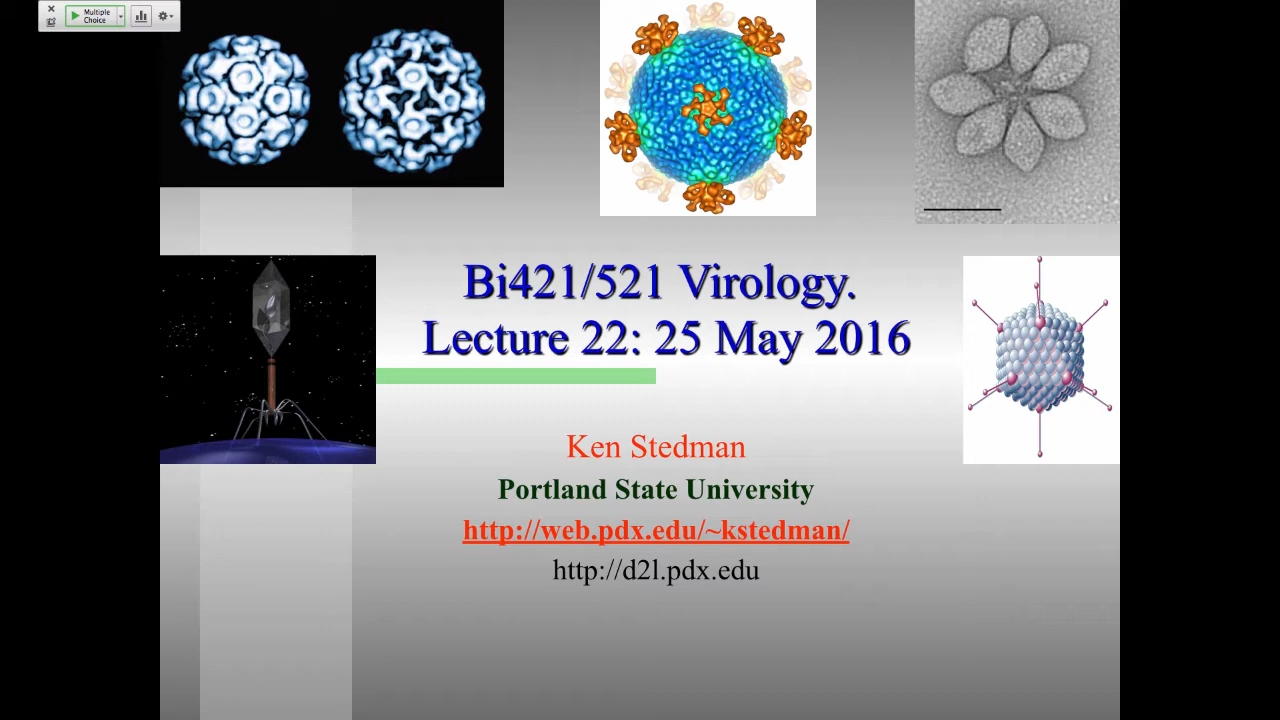 Multiple
Choice
Bi421/521 Virology.
Lecture 22: 25 May 2016
Ken Stedman
Portland State University
http://web.pdx.edu/~kstedman/
http://d2l.pdx.edu